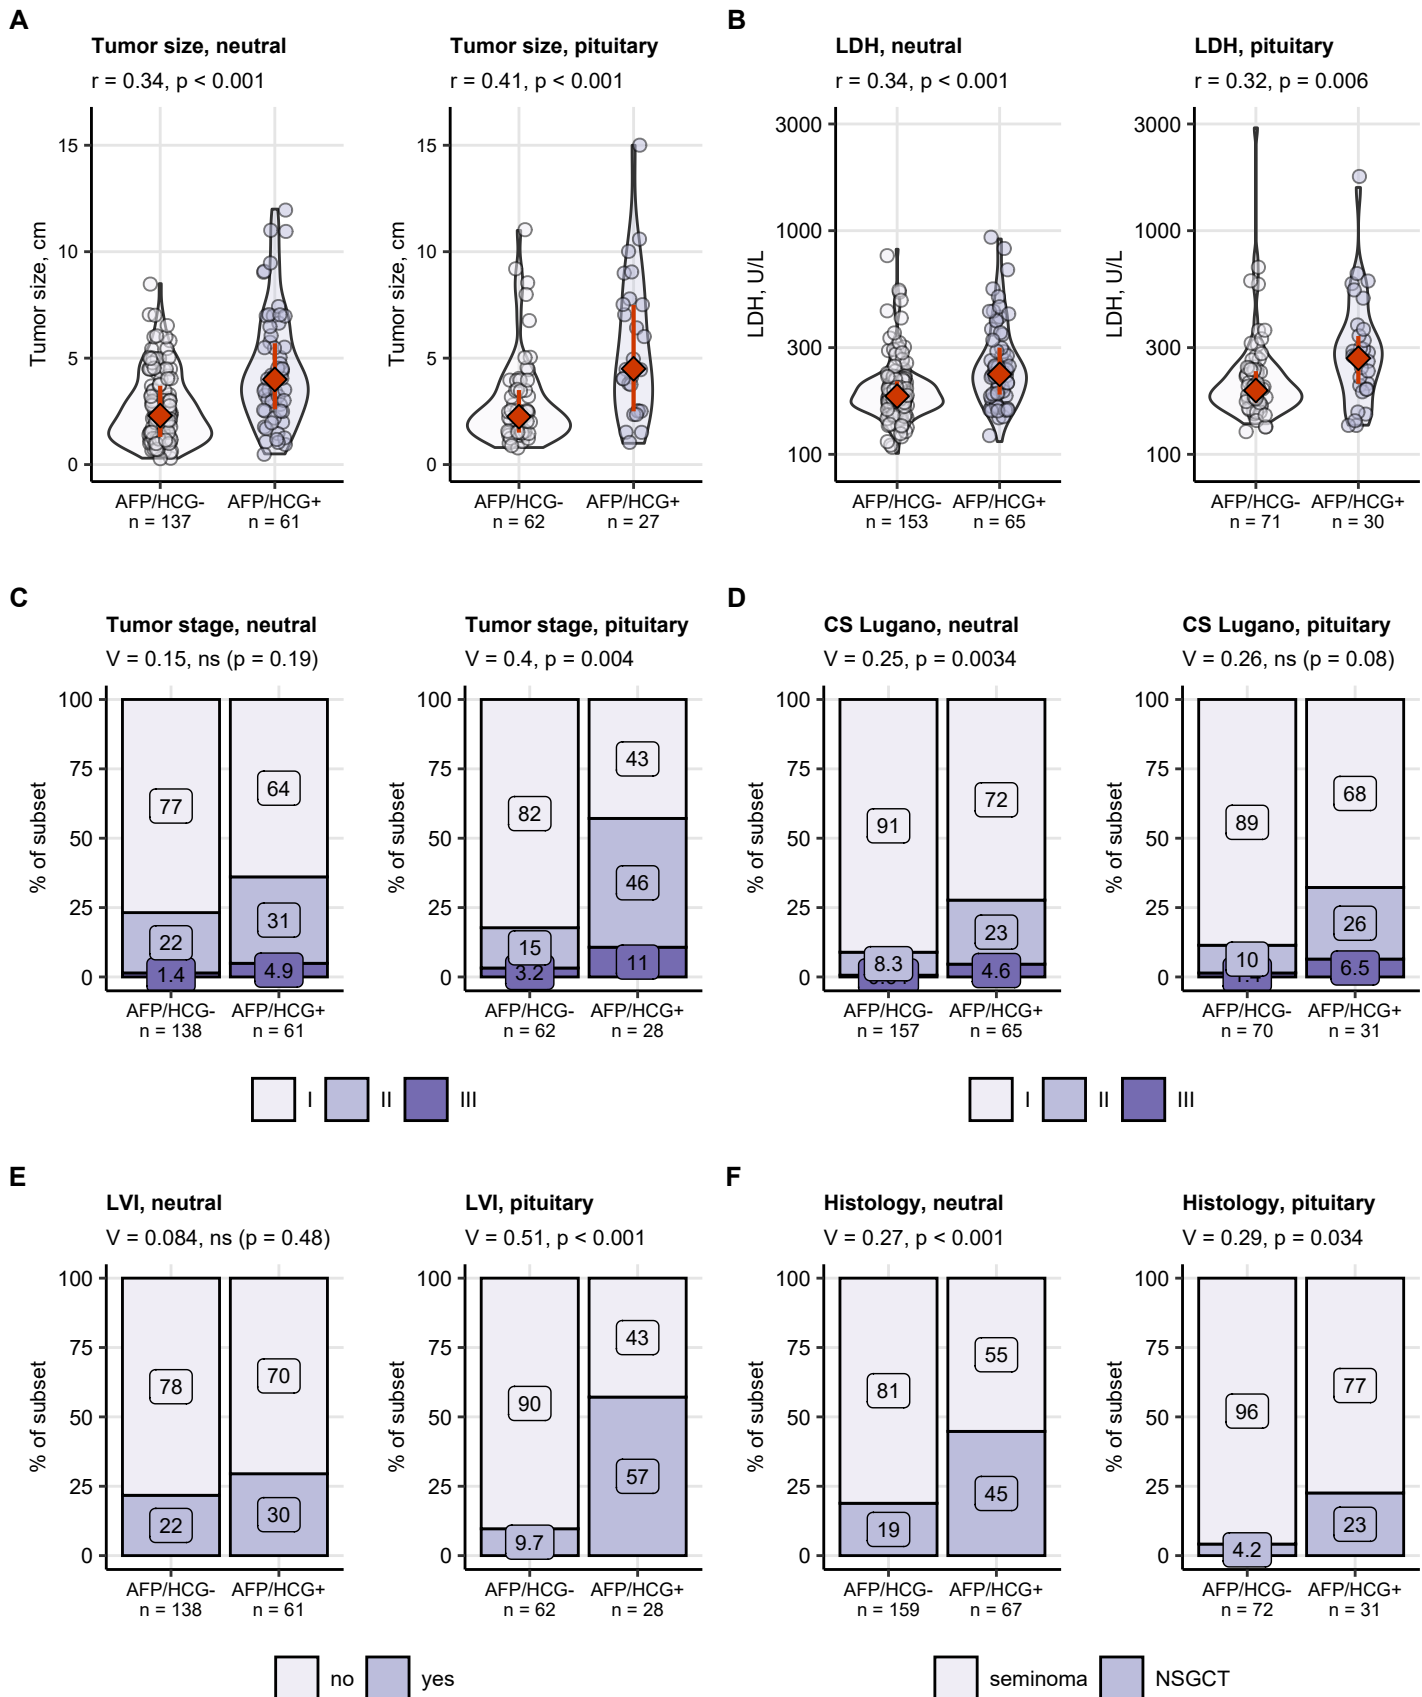 A
Tumor size, neutral
r = 0.34, p < 0.001
Tumor size, cm
15
10
5
0
AFP/HCG-
n = 137
AFP/HCG+
n = 61
Tumor size, pituitary
r = 0.41, p < 0.001
Tumor size, cm
15
10
5
0
AFP/HCG-
n = 62
AFP/HCG+
n = 27
B
LDH, neutral
r = 0.34, p < 0.001
LDH, U/L
3000
1000
300
100
AFP/HCG-
n = 153
AFP/HCG+
n = 65
LDH, pituitary
r = 0.32, p = 0.006
LDH, U/L
3000
1000
300
100
AFP/HCG-
n = 71
AFP/HCG+
n = 30
C
Tumor stage, neutral
V = 0.15, ns (p = 0.19)
% of subset
100
75
50
25
0
77
22
1.4
64
31
4.9
AFP/HCG-
n = 138
AFP/HCG+
n = 61
Tumor stage, pituitary
V = 0.4, p = 0.004
% of subset
100
75
50
25
0
82
15
3.2
43
46
11
AFP/HCG-
n = 62
AFP/HCG+
n = 28
I II III
D
CS Lugano, neutral
V = 0.25, p = 0.0034
% of subset
100
75
50
25
0
91
8.3
72
23
4.6
AFP/HCG-
n = 157
AFP/HCG+
n = 65
CS Lugano, pituitary
V = 0.26, ns (p = 0.08)
% of subset
100
75
50
25
0
89
10
68
26
6.5
AFP/HCG-
n = 70
AFP/HCG+
n = 31
I II III
E
LVI, neutral
V = 0.084, ns (p = 0.48)
% of subset
100
75
50
25
0
78
22
70
30
AFP/HCG-
n = 138
AFP/HCG+
n = 61
LVI, pituitary
V = 0.51, p < 0.001
% of subset
100
75
50
25
0
90
9.7
43
57
AFP/HCG-
n = 62
AFP/HCG+
n = 28
no yes
F
Histology, neutral
V = 0.27, p < 0.001
% of subset
100
75
50
25
0
81
19
55
45
AFP/HCG-
n = 159
AFP/HCG+
n = 67
Histology, pituitary
V = 0.29, p = 0.034
% of subset
100
75
50
25
0
96
4.2
77
23
AFP/HCG-
n = 72
AFP/HCG+
n = 31
seminoma NSGCT